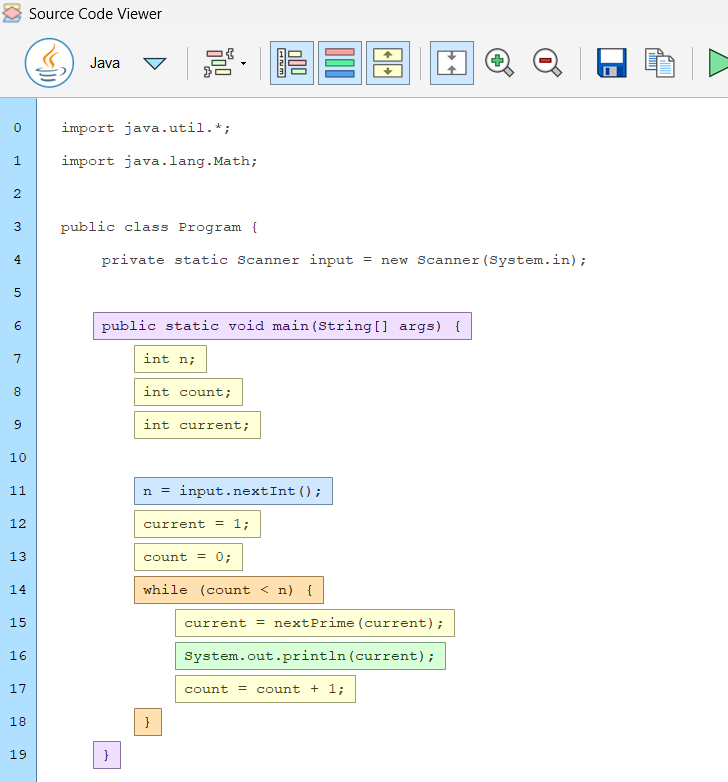 Source Code Viewer
Java
0 import java.util.*;
1 import java.lang.Math;
2
3 public class Program {
4 private static Scanner input = new Scanner(System.in);
5
6 public static void main(String[] args) {
7 int n;
8 int count;
9 int current;
10
11 n = input.nextInt();
12 current = 1;
13 count = 0;
14 while (count < n) {
15 current = nextPrime(current);
16 System.out.println(current);
17 count = count + 1;
18 }
19 }